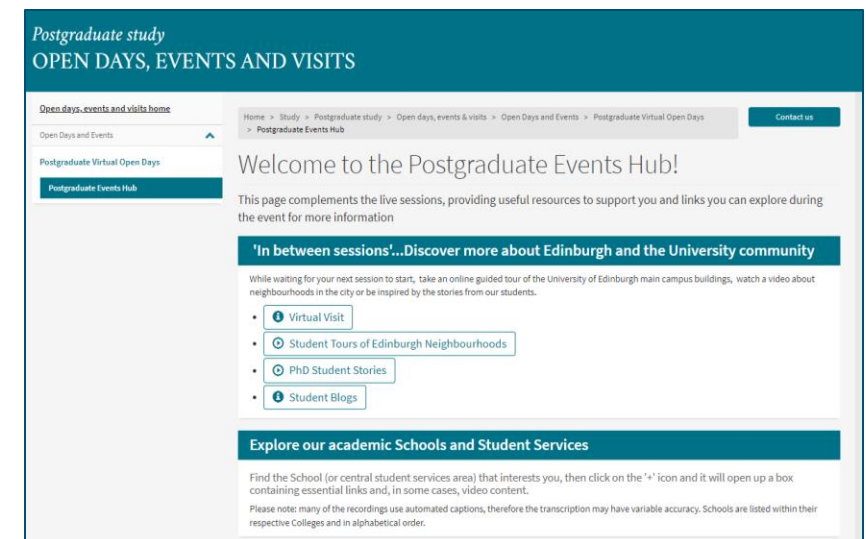 Postgraduate study
OPEN DAYS, EVENTS AND VISITS
Open days, events and visits home
Open Days and Events
Postgraduate Virtual Open Days
Postgraduate Events Hub
Home > Study > Postgraduate study > Open days, events & visits > Open Days and Events > Postgraduate Virtual Open Days
> Postgraduate Events Hub
Contact us
Welcome to the Postgraduate Events Hub!
This page complements the live sessions, providing useful resources to support you and links you can explore during
the event for more information
'In between sessions'...Discover more about Edinburgh and the University community
While waiting for your next session to start, take an online guided tour of the University of Edinburgh main campus buildings, watch a video about
neighbourhoods in the city or be inspired by the stories from our students.
• Virtual Visit
• Student Tours of Edinburgh Neighbourhoods
• PhD Student Stories
• Student Blogs
Explore our academic Schools and Student Services
Find the School (or central student services area) that interests you, then click on the '+' icon and it will open up a box
containing essential links and, in some cases, video content.
Please note: many of the recordings use automated captions, therefore the transcription may have variable accuracy. Schools are listed within their
respective Colleges and in alphabetical order.